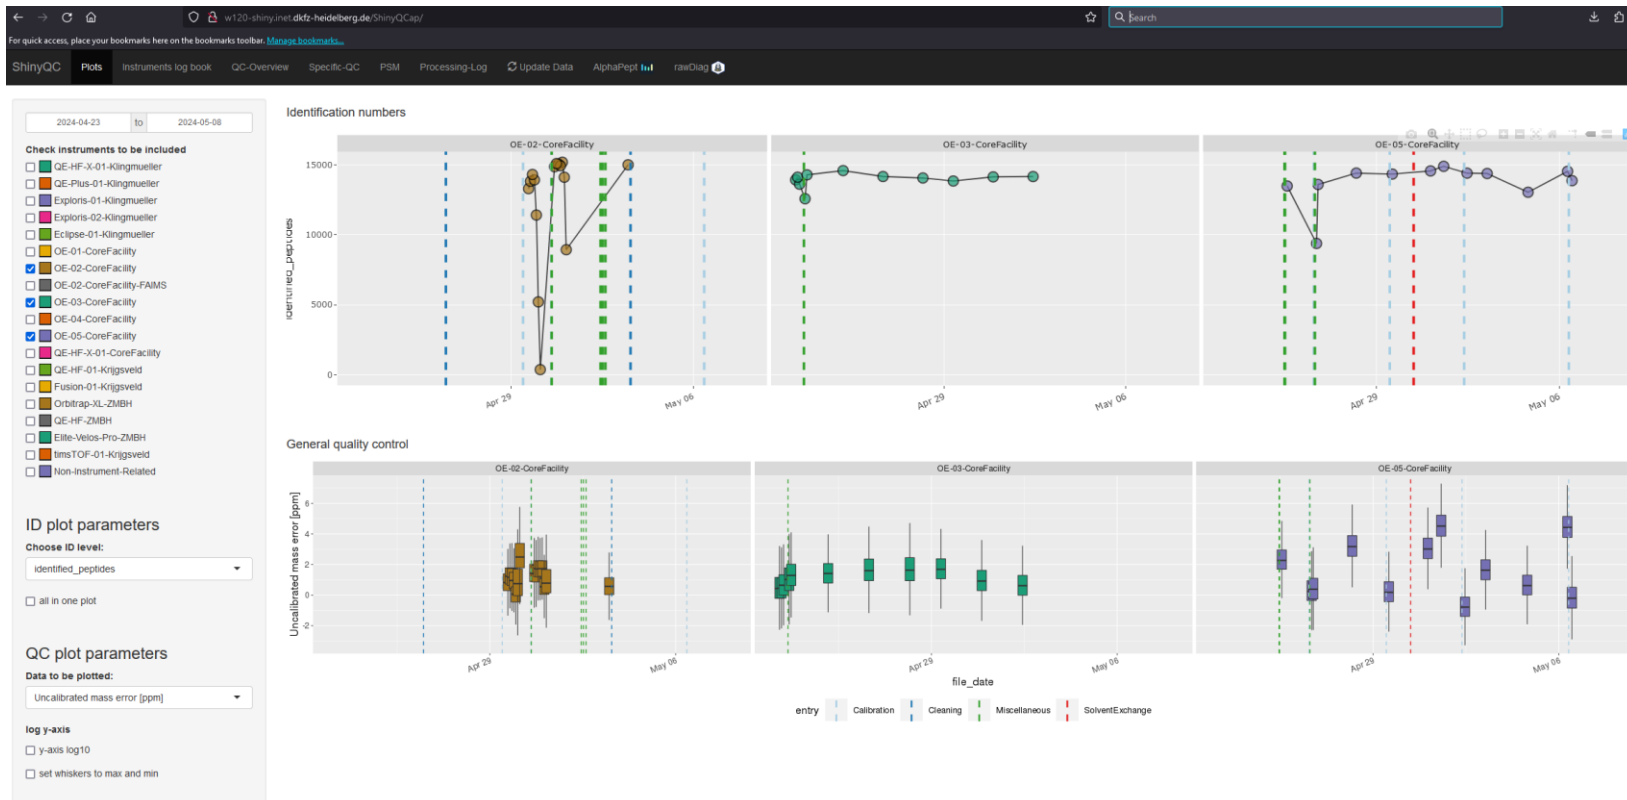 w120-shiny.inet.dkfz-heidelberg.de/ShinyQCap/
Search
For quick access, place your bookmarks here on the bookmarks toolbar. Manage bookmarks...
ShinyQC Plots Instruments log book QC-Overview Specific-QC PSM Processing-Log Update Data AlphaPept rawDiag
2024-04-23 to 2024-05-08
Check instruments to be included
QE-HF-X-01-Klingmueller
QE-Plus-01-Klingmueller
Exploris-01-Klingmueller
Exploris-02-Klingmueller
Eclipse-01-Klingmueller
OE-01-CoreFacility
OE-02-CoreFacility
OE-02-CoreFacility-FAIMS
OE-03-CoreFacility
OE-04-CoreFacility
OE-05-CoreFacility
QE-HF-X-01-CoreFacility
QE-HF-01-Krijgsveld
Fusion-01-Krijgsveld
Orbitrap-XL-ZMBH
QE-HF-ZMBH
Elite-Velos-Pro-ZMBH
timsTOF-01-Krijgsveld
Non-Instrument-Related
ID plot parameters
Choose ID level:
identified_peptides
all in one plot
QC plot parameters
Data to be plotted:
Uncalibrated mass error [ppm]
log y-axis
y-axis log10
set whiskers to max and min
Identification numbers
OE-02-CoreFacility OE-03-CoreFacility OE-05-CoreFacility
identified_peptides
15000
10000
5000
0
Apr 29 May 06 Apr 29 May 06 Apr 29 May 06
General quality control
OE-02-CoreFacility OE-03-CoreFacility OE-05-CoreFacility
Uncalibrated mass error [ppm]
6
4
2
0
-2
Apr 29 May 06 Apr 29 May 06 Apr 29 May 06
file_date
entry Calibration Cleaning Miscellaneous SolventExchange